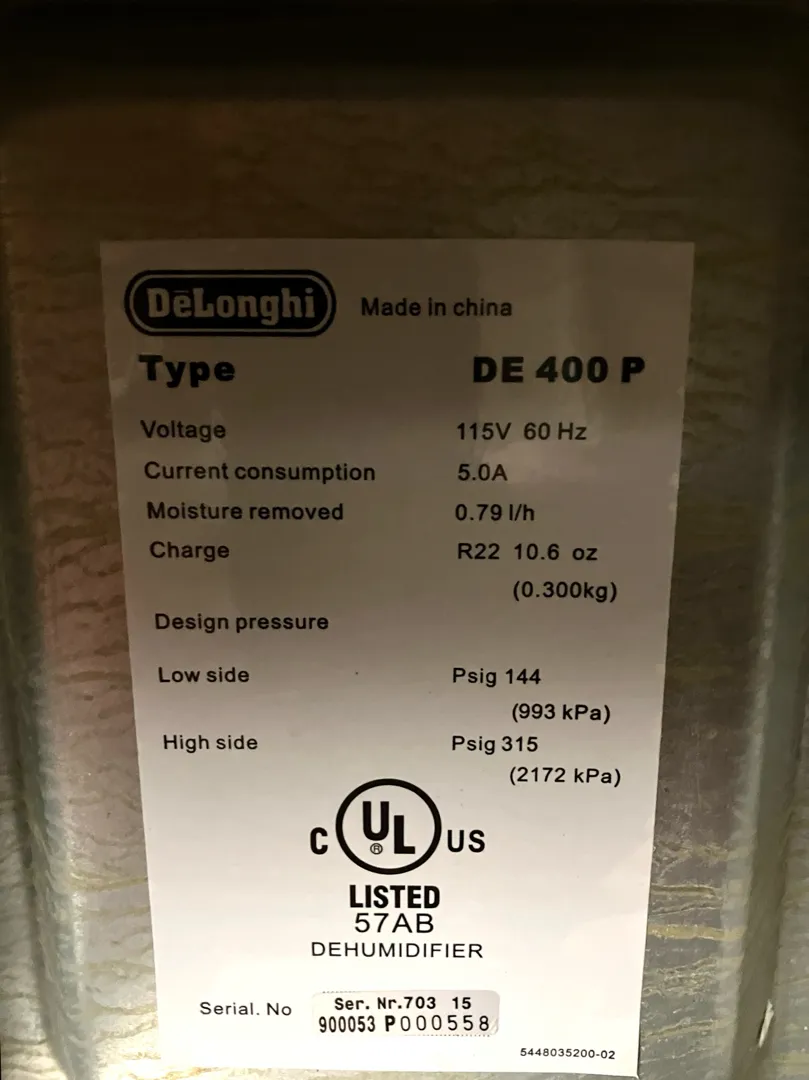 DēLonghi Made in china
Type DE 400 P
Voltage 115V 60 Hz
Current consumption 5.0A
Moisture removed 0.79 l/h
Charge R22 10.6 oz
(0.300kg)
Design pressure
Low side Psig 144
(993 kPa)
High side Psig 315
(2172 kPa)
C UL® US
LISTED
57AB
DEHUMIDIFIER
Serial. No Ser. Nr.703 15
900053 P000558
5448035200-02